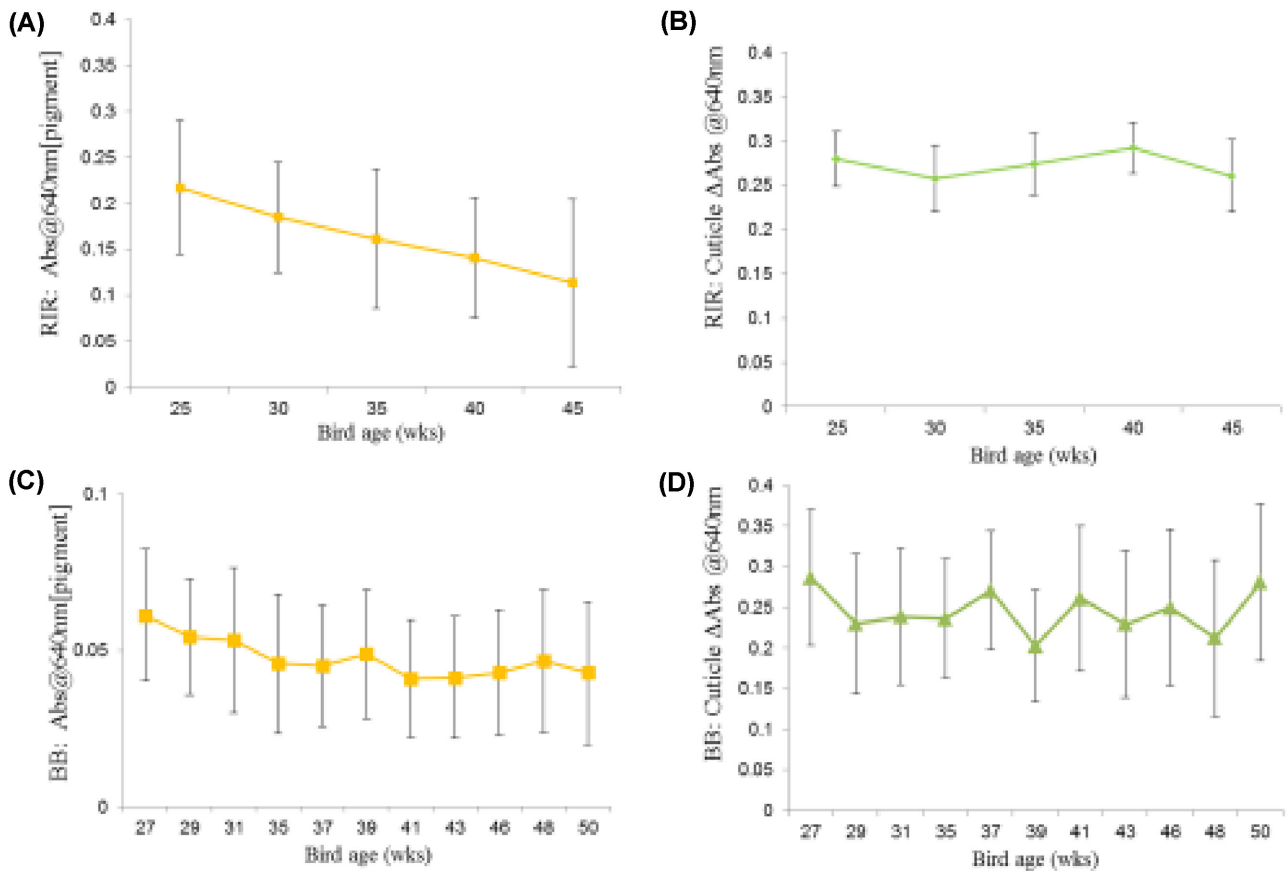 (A)
RIR: Abs@640nm[pigment]
0.4
0.35
0.3
0.25
0.2
0.15
0.1
0.05
0
25 30 35 40 45
Bird age (wks)
(B)
RIR: Cuticle ΔAbs @640nm
0.4
0.35
0.3
0.25
0.2
0.15
0.1
0.05
0
25 30 35 40 45
Bird age (wks)
(C)
BB: Abs@640nm[pigment]
0.1
0.05
0
27 29 31 35 37 39 41 43 46 48 50
Bird age (wks)
(D)
BB: Cuticle ΔAbs @640nm
0.4
0.35
0.3
0.25
0.2
0.15
0.1
0.05
0
27 29 31 35 37 39 41 43 46 48 50
Bird age (wks)